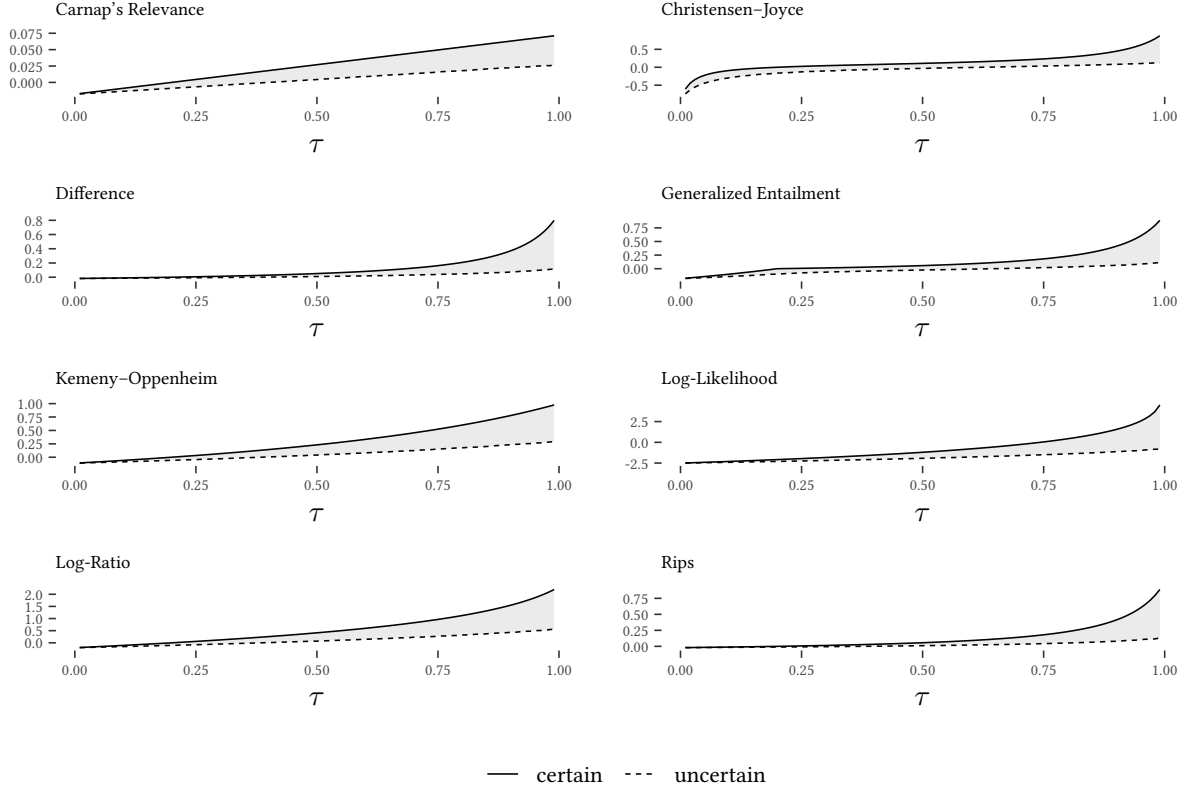 Carnap's Relevance
0.075
0.050
0.025
0.000
0.00 0.25 0.50 0.75 1.00
τ
Christensen–Joyce
0.5
0.0
-0.5
0.00 0.25 0.50 0.75 1.00
τ
Difference
0.8
0.6
0.4
0.2
0.0
0.00 0.25 0.50 0.75 1.00
τ
Generalized Entailment
0.75
0.50
0.25
0.00
0.00 0.25 0.50 0.75 1.00
τ
Kemeny–Oppenheim
1.00
0.75
0.50
0.25
0.00
0.00 0.25 0.50 0.75 1.00
τ
Log-Likelihood
2.5
0.0
-2.5
0.00 0.25 0.50 0.75 1.00
τ
Log-Ratio
2.0
1.5
1.0
0.5
0.0
0.00 0.25 0.50 0.75 1.00
τ
Rips
0.75
0.50
0.25
0.00
0.00 0.25 0.50 0.75 1.00
τ
certain uncertain